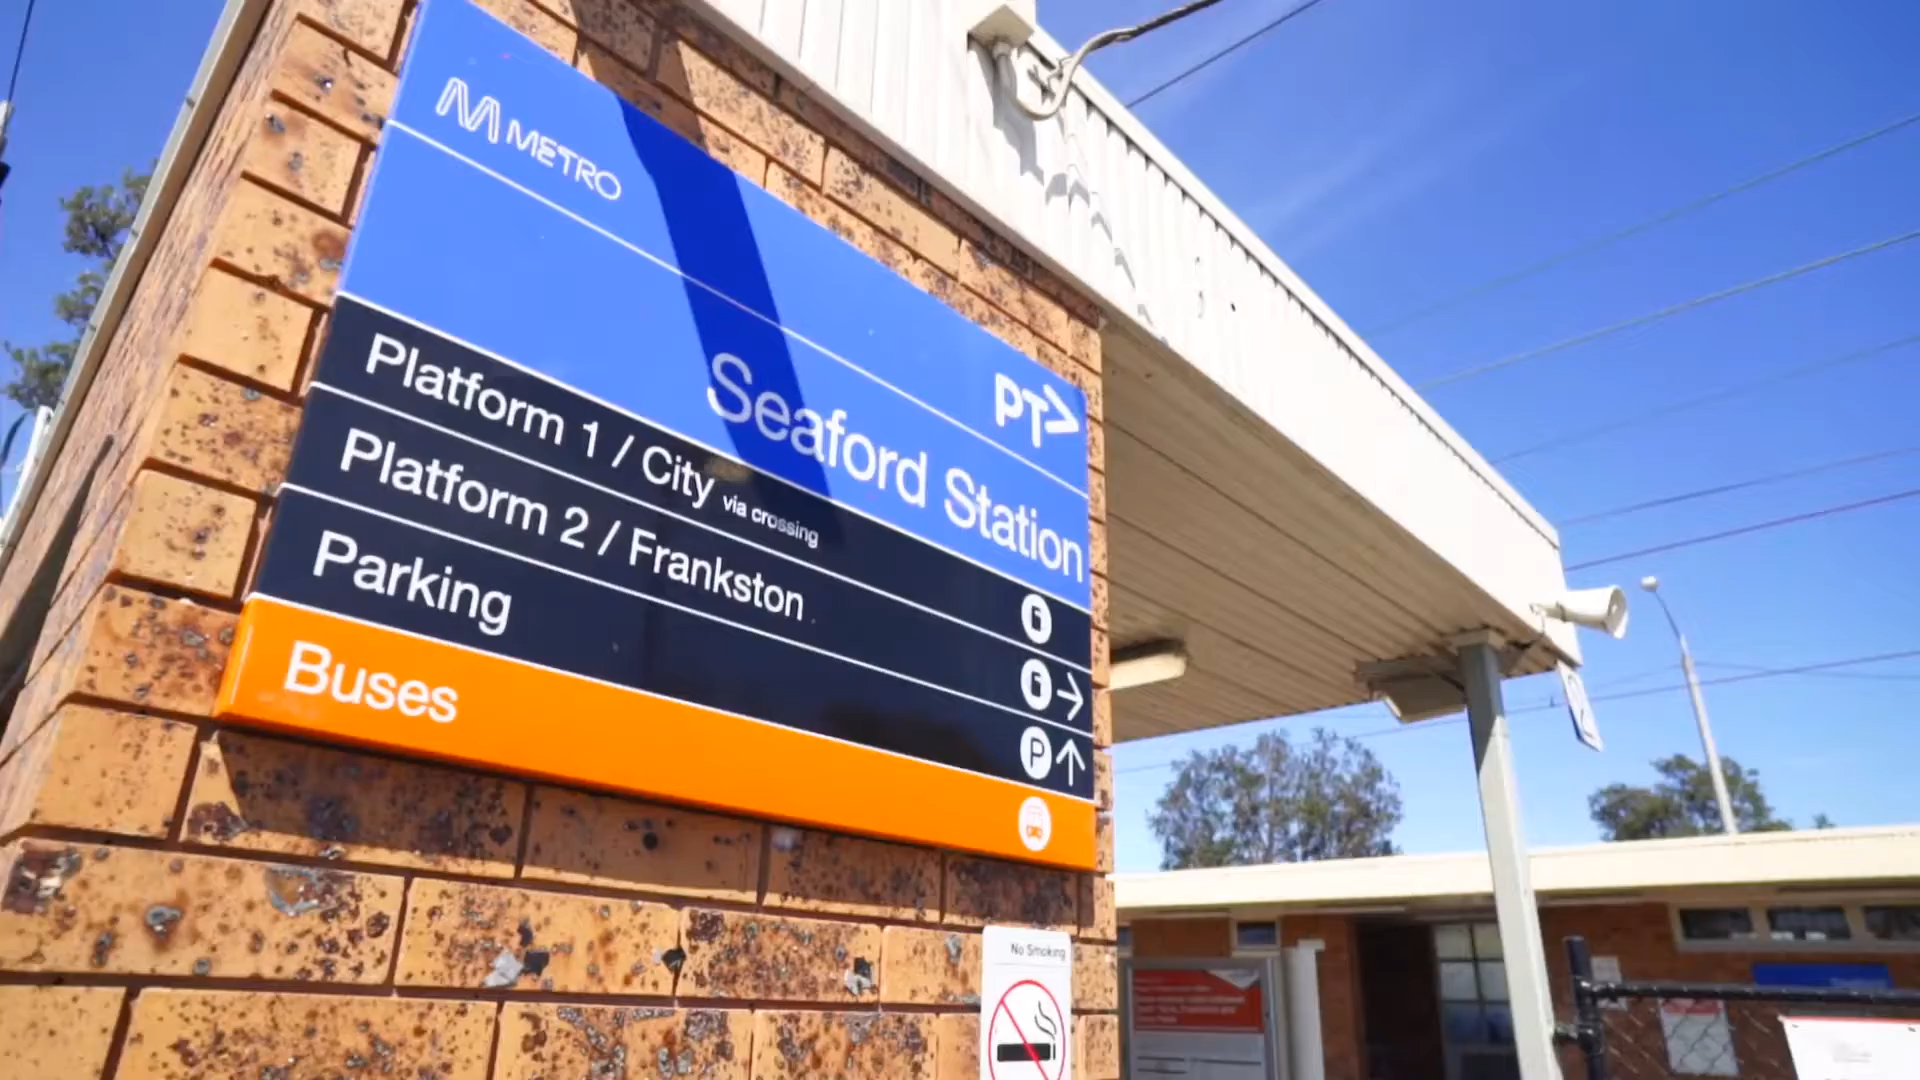 METRO
PT>
Seaford Station
Platform 1 / City via crossing
Platform 2 / Frankston
Parking
P
Buses
No Smoking